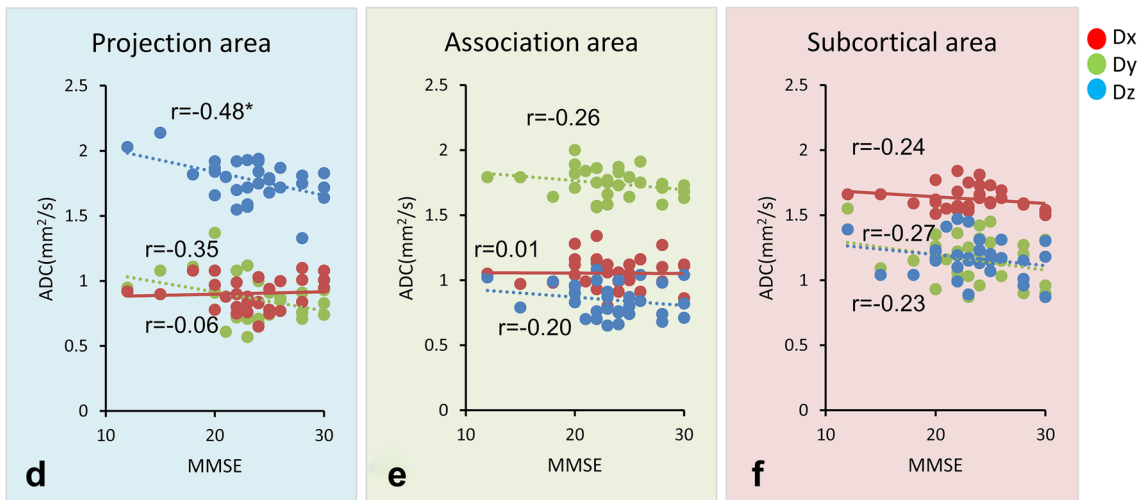 Projection area
Association area
Subcortical area
Dx
Dy
Dz
2.5
2
1.5
1
0.5
0
ADC(mm²/s)
r=-0.48*
r=-0.35
r=-0.06
10
20
30
MMSE
d
2.5
2
1.5
1
0.5
0
ADC(mm²/s)
r=-0.26
r=0.01
r=-0.20
10
20
30
MMSE
e
2.5
2
1.5
1
0.5
0
ADC(mm²/s)
r=-0.24
r=-0.27
r=-0.23
10
20
30
MMSE
f